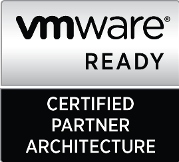 vmware®
READY
CERTIFIED
PARTNER
ARCHITECTURE